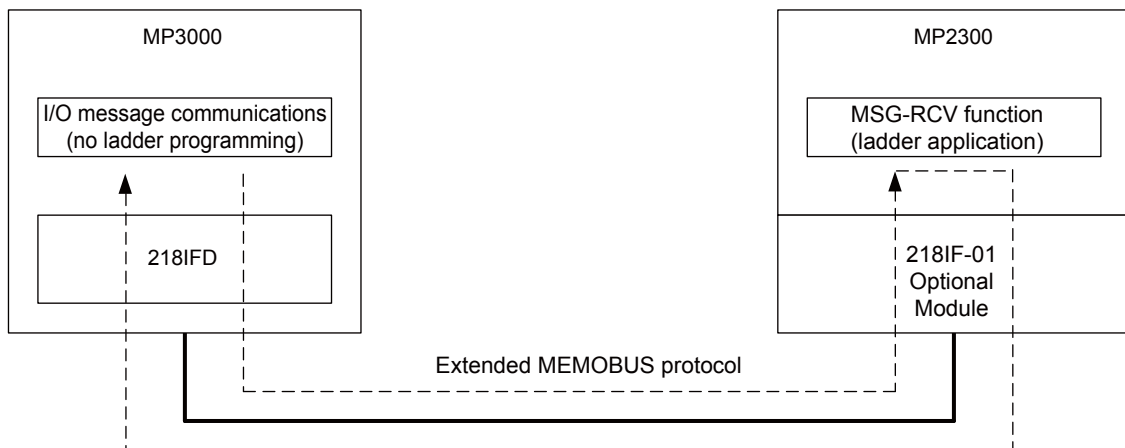 MP3000
I/O message communications
(no ladder programming)
218IFD
MP2300
MSG-RCV function
(ladder application)
218IF-01
Optional
Module
Extended MEMOBUS protocol